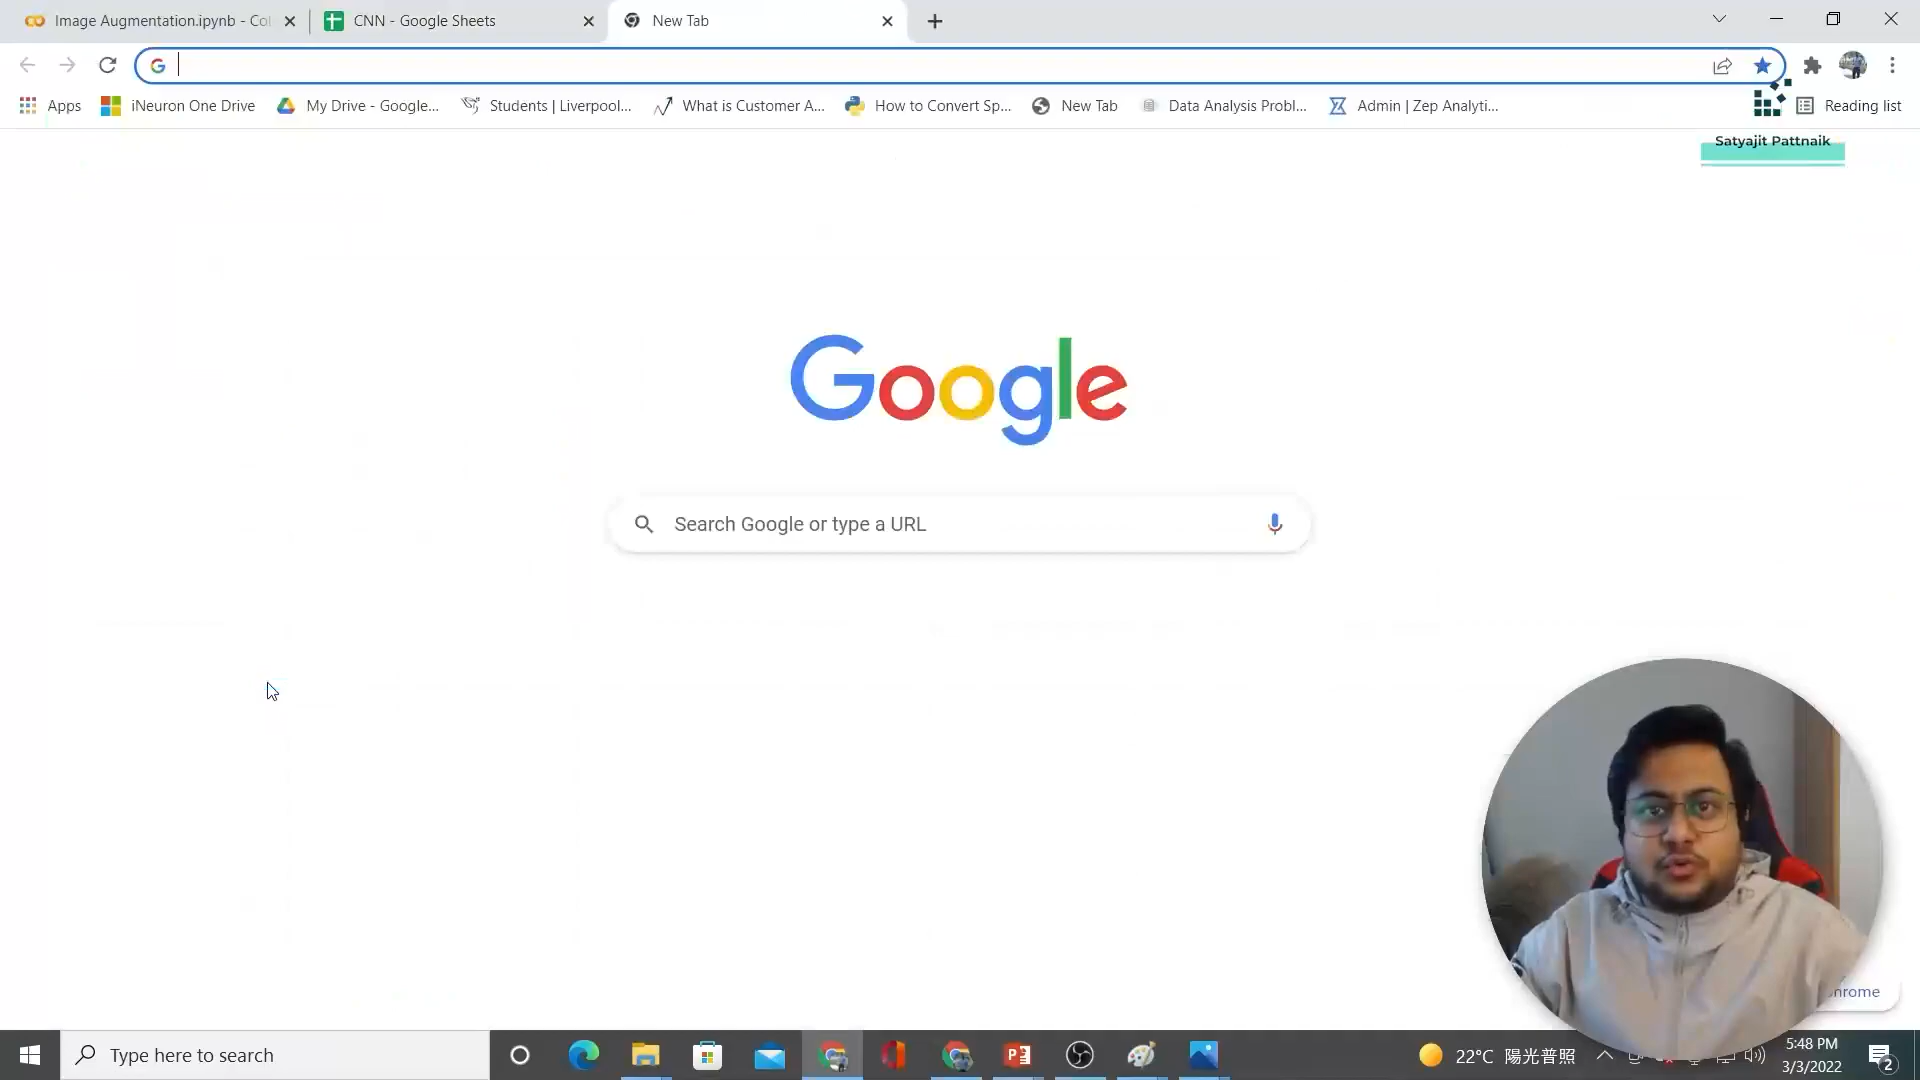 Image Augmentation.ipynb - Col
CNN - Google Sheets
New Tab
Apps
iNeuron One Drive
My Drive - Google...
Students | Liverpool...
What is Customer A...
How to Convert Sp...
New Tab
Data Analysis Probl...
Admin | Zep Analyti...
Reading list
Satyajit Pattnaik
Google
Search Google or type a URL
hrome
Type here to search
22°C 陽光普照
5:48 PM
3/3/2022
2